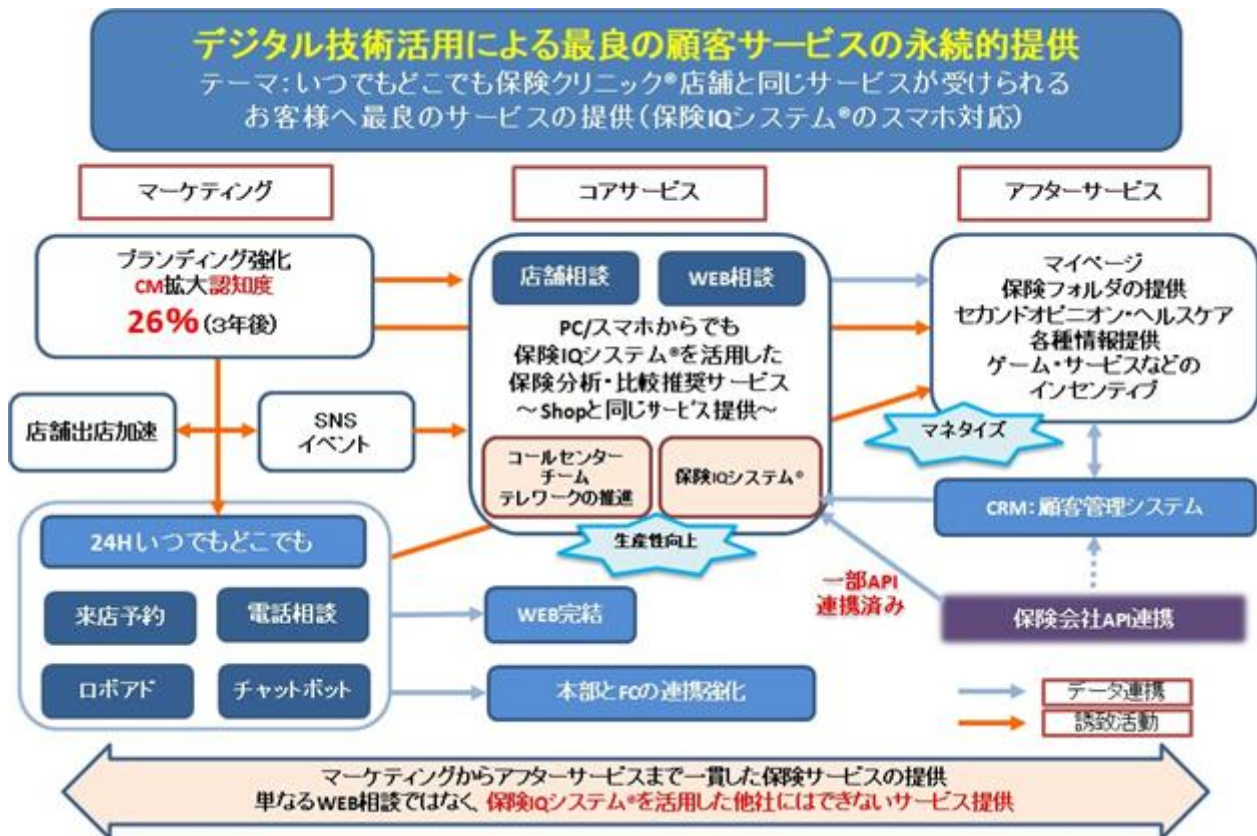 デジタル技術活用による最良の顧客サービスの永続的提供
テーマ：いつでもどこでも保険クリニック®店舗と同じサービスが受けられる
お客様へ最良のサービスの提供（保険IQシステム®のスマホ対応）
マーケティング
コアサービス
アフターサービス
ブランディング強化
CM拡大認知度
26%（3年後）
店舗出店加速
SNS
イベント
24Hいつでもどこでも
来店予約
電話相談
ロボアド
チャットボット
店舗相談
WEB相談
PC/スマホからでも
保険IQシステム®を活用した
保険分析・比較推奨サービス
～Shopと同じサービス提供～
コールセンター
チーム
テレワークの推進
保険IQシステム®
生産性向上
WEB完結
本部とFCの連携強化
マイページ
保険フォルダの提供
セカンドオピニオン・ヘルスケア
各種情報提供
ゲーム・サービスなどの
インセンティブ
マネタイズ
CRM：顧客管理システム
一部API
連携済み
保険会社API連携
データ連携
誘致活動
マーケティングからアフターサービスまで一貫した保険サービスの提供
単なるWEB相談ではなく、保険IQシステム®を活用した他社にはできないサービス提供